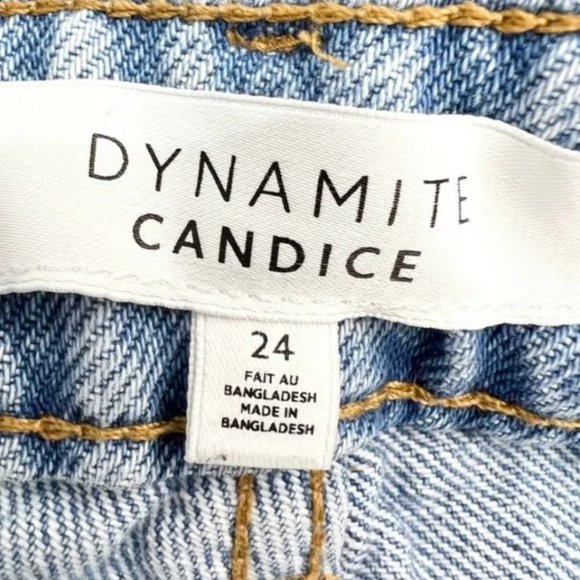 DYNAMITE
CANDICE
24
FAIT AU
BANGLADESH
MADE IN
BANGLADESH